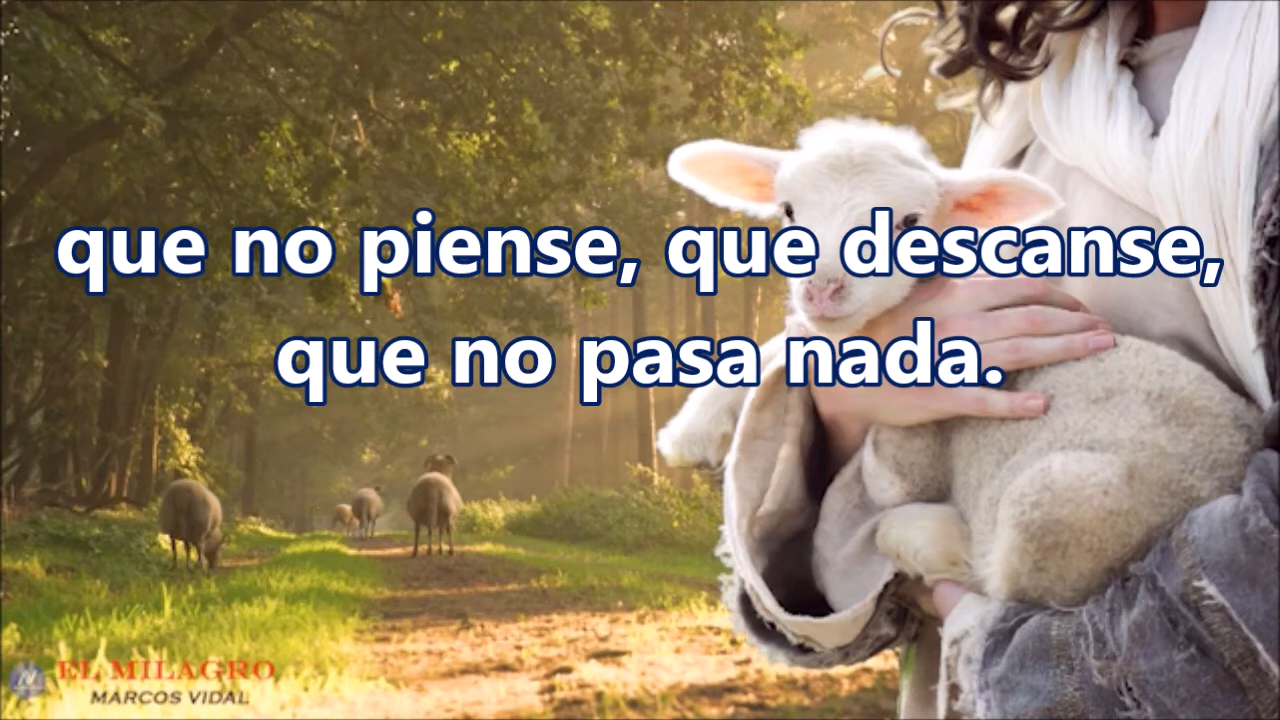 que no piense, que descanse,
que no pasa nada.
EL MILAGRO
MARCOS VIDAL